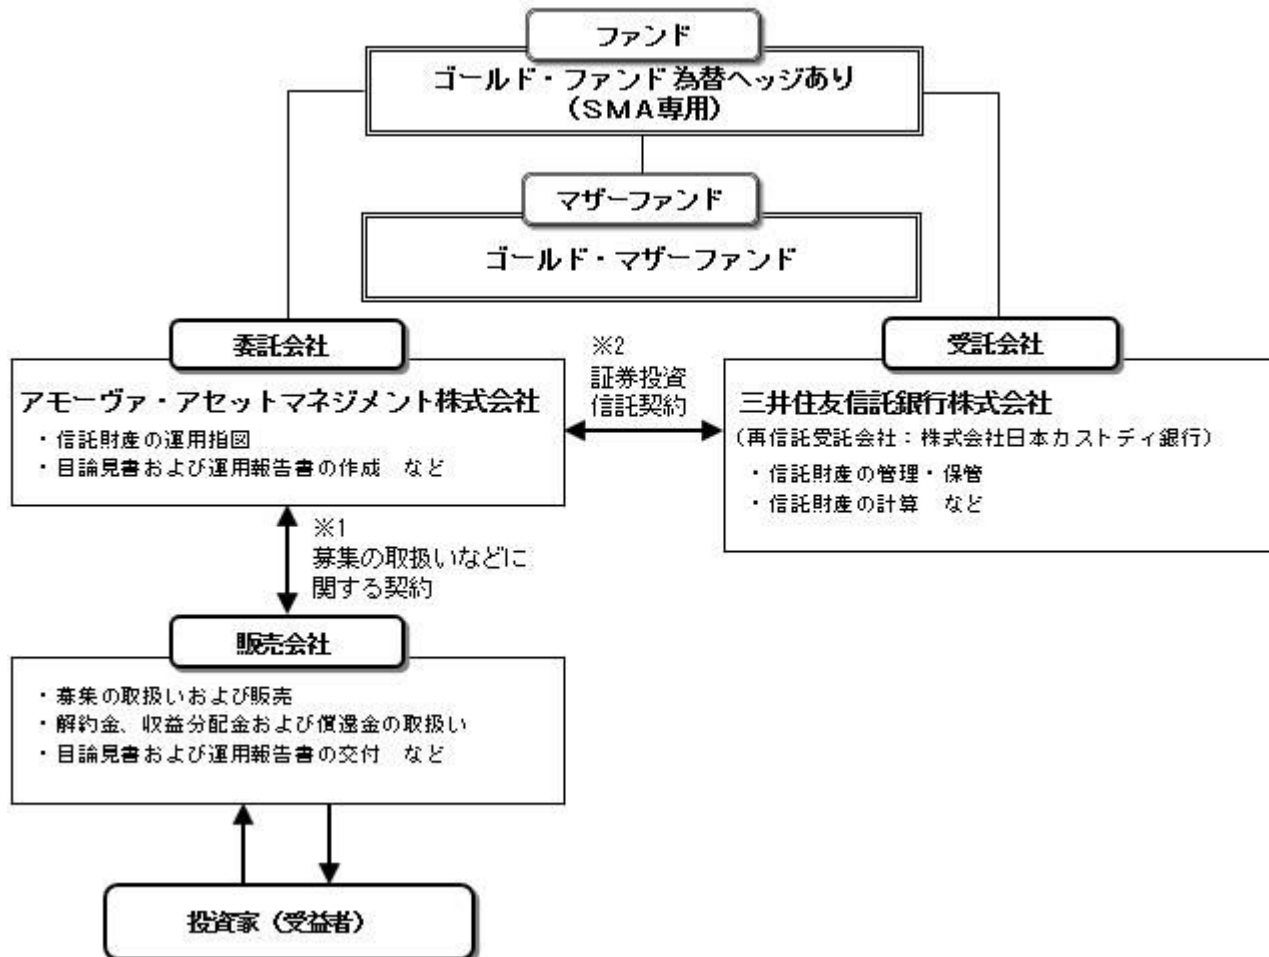 ファンド
ゴールド・ファンド 為替ヘッジあり
（SMA専用）
マザーファンド
ゴールド・マザーファンド
委託会社
アモーヴァ・アセットマネジメント株式会社
・信託財産の運用指図
・目論見書および運用報告書の作成　など
※2
証券投資
信託契約
受託会社
三井住友信託銀行株式会社
（再信託受託会社：株式会社日本カストディ銀行）
・信託財産の管理・保管
・信託財産の計算　など
※1
募集の取扱いなどに
関する契約
販売会社
・募集の取扱いおよび販売
・解約金、収益分配金および償還金の取扱い
・目論見書および運用報告書の交付　など
投資家（受益者）